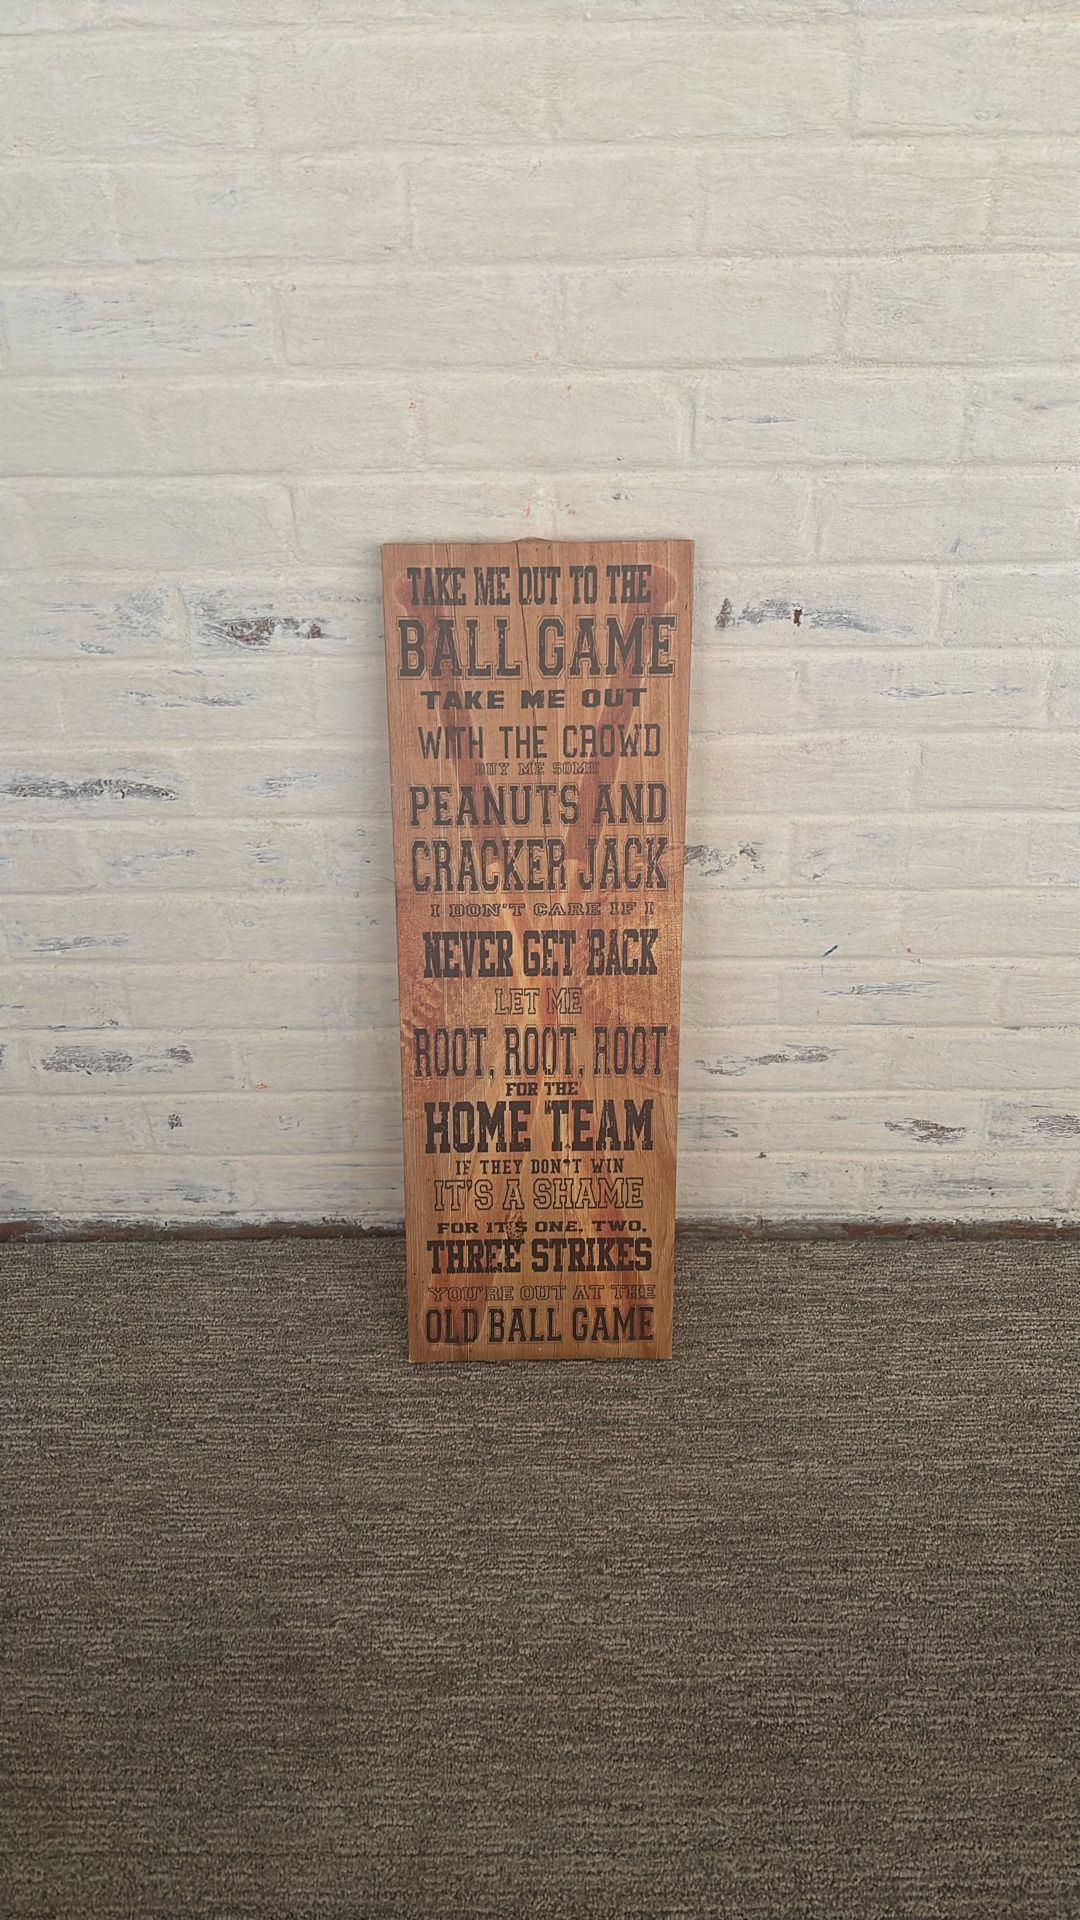 TAKE ME OUT TO THE
BALL GAME
TAKE ME OUT
WITH THE CROWD
BUY ME SOME
PEANUTS AND
CRACKER JACK
I DON'T CARE IF I
NEVER GET BACK
LET ME
ROOT, ROOT, ROOT
FOR THE
HOME TEAM
IF THEY DON'T WIN
IT'S A SHAME
FOR IT'S ONE, TWO,
THREE STRIKES
YOU'RE OUT AT THE
OLD BALL GAME